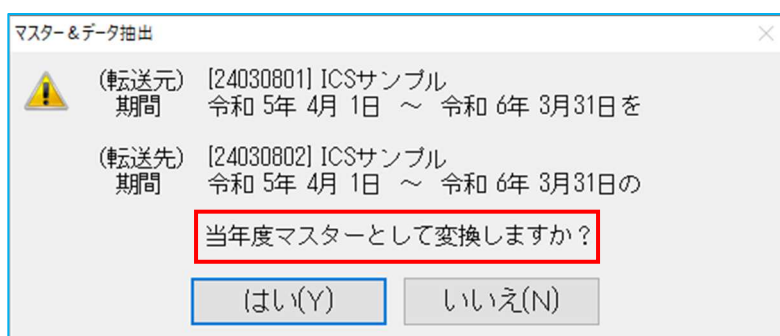 マスター＆データ抽出
(転送元) [24030801] ICSサンプル
期間 令和 5年 4月 1日 ～ 令和 6年 3月31日を
(転送先) [24030802] ICSサンプル
期間 令和 5年 4月 1日 ～ 令和 6年 3月31日の
当年度マスターとして変換しますか？
はい(Y) いいえ(N)